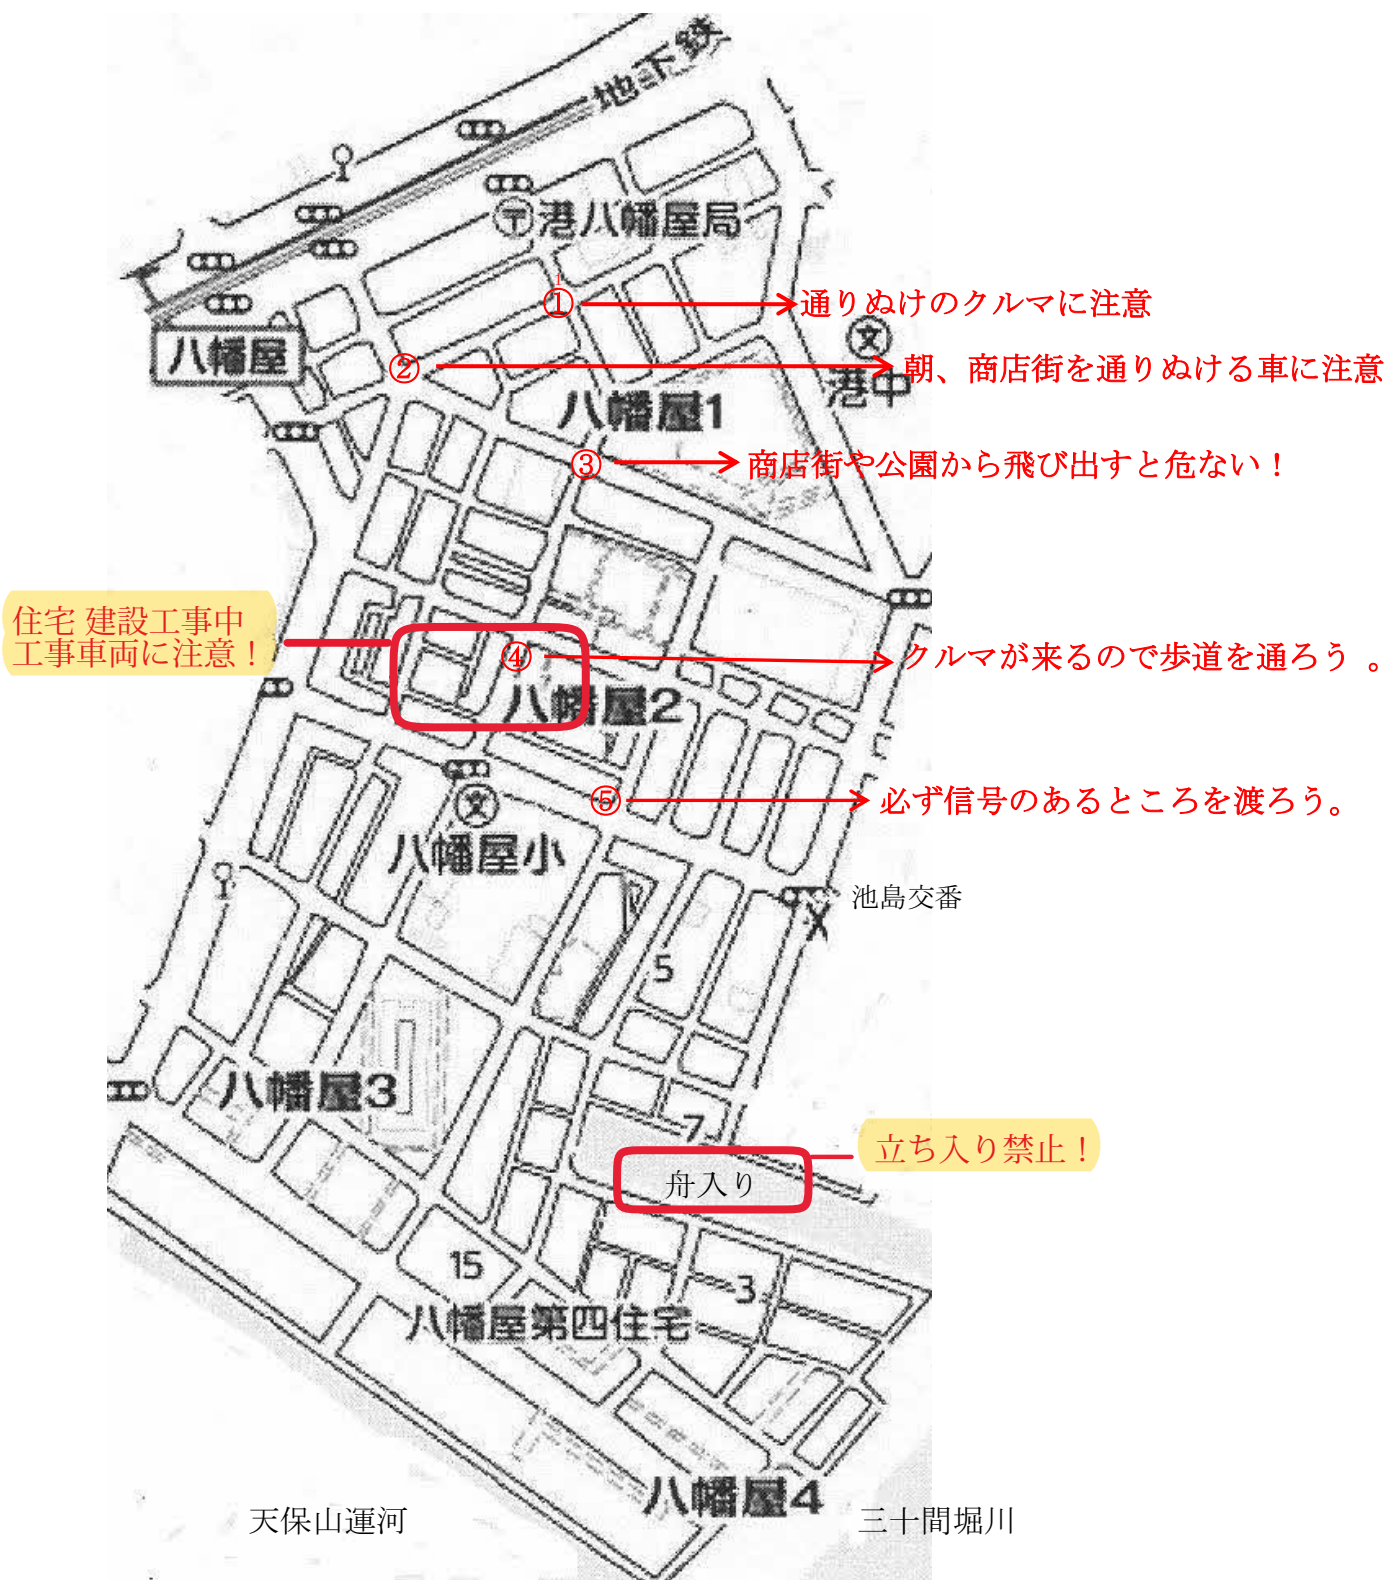 地下鉄
〒港八幡屋局
1
① 通りぬけのクルマに注意
文
八幡屋
② 朝、商店街を通りぬける車に注意
港中
八幡屋1
③ 商店街や公園から飛び出すと危ない！
住宅 建設工事中
工事車両に注意！
④ クルマが来るので歩道を通ろう 。
八幡屋2
⑤ 必ず信号のあるところを渡ろう。
文
八幡屋小
池島交番
X
5
八幡屋3
7
立ち入り禁止！
舟入り
15
3
八幡屋第四住宅
八幡屋4
天保山運河
三十間堀川